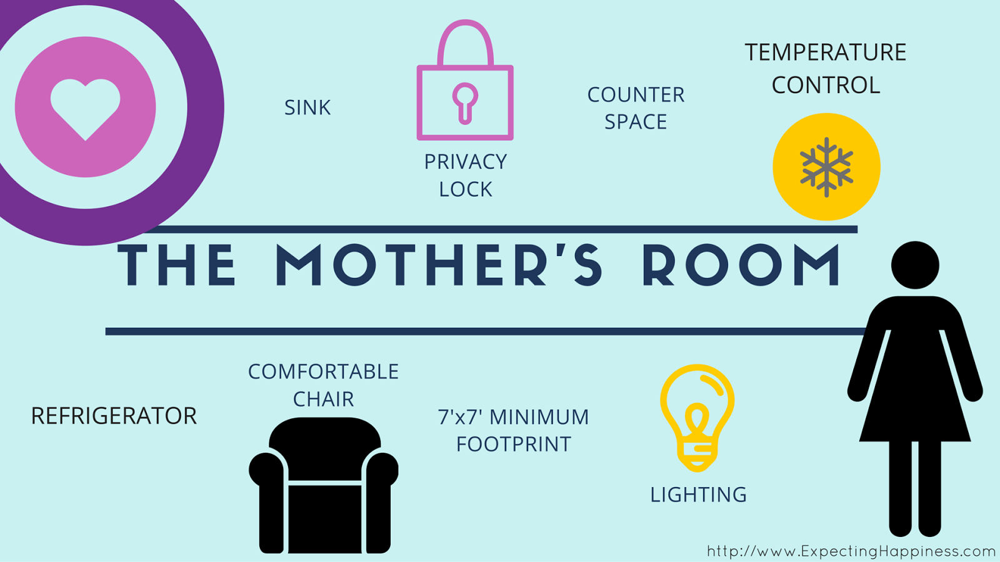 SINK
PRIVACY
LOCK
COUNTER
SPACE
TEMPERATURE
CONTROL
THE MOTHER'S ROOM
REFRIGERATOR
COMFORTABLE
CHAIR
7'x7' MINIMUM
FOOTPRINT
LIGHTING
http://www.ExpectingHappiness.com